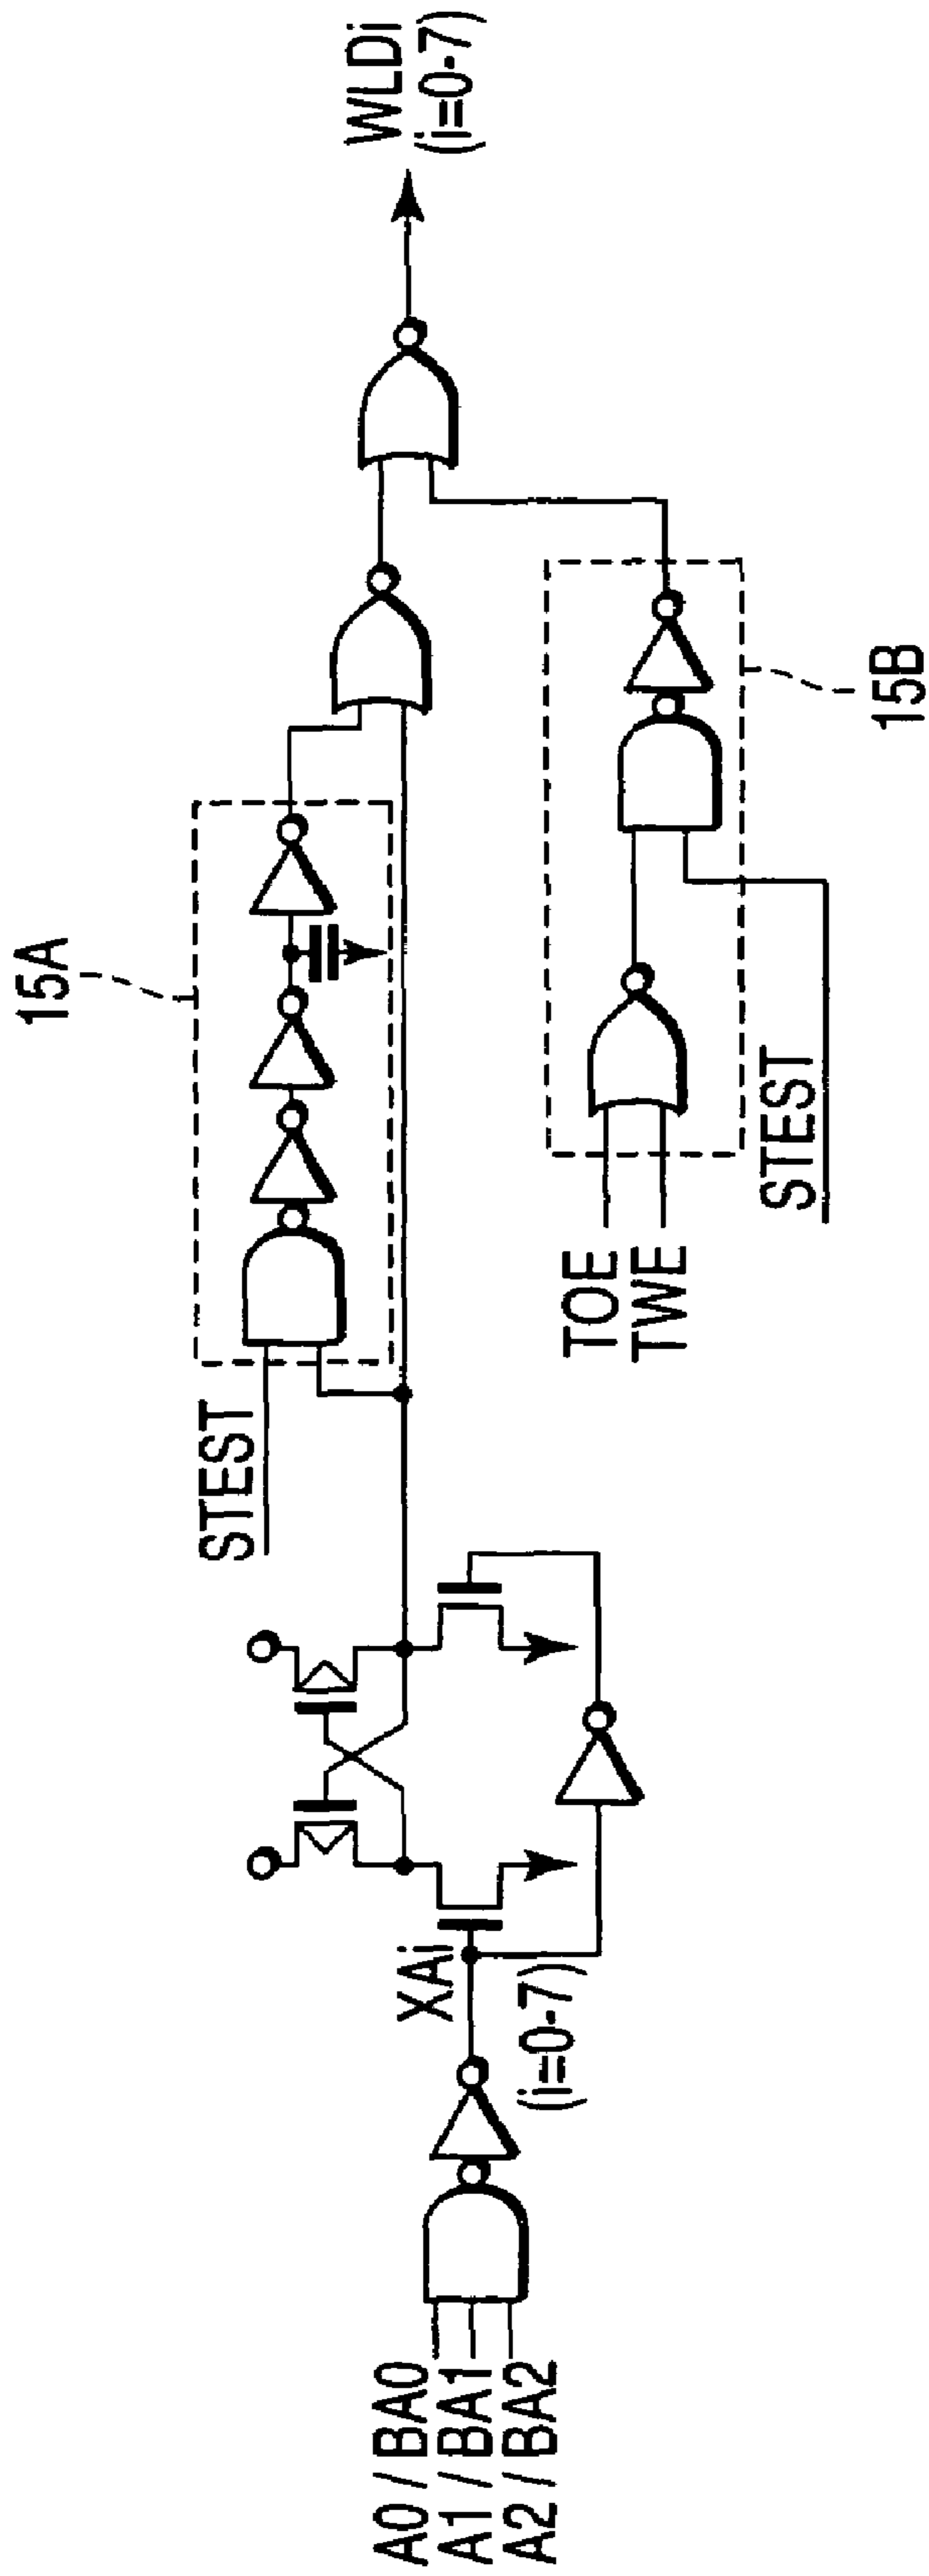 A0 / BA0
A1 / BA1
A2 / BA2
XAi
(i=0-7)
STEST
15A
TOE
TWE
STEST
15B
WLDi
(i=0-7)